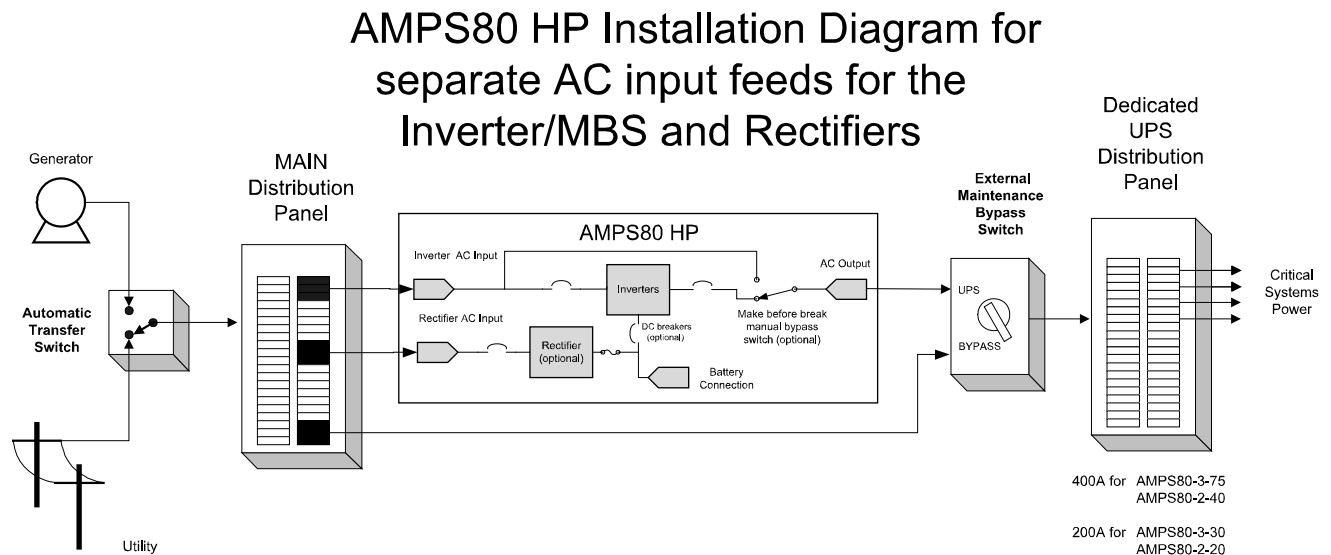 AMPS80 HP Installation Diagram for
separate AC input feeds for the
Inverter/MBS and Rectifiers
Generator
MAIN
Distribution
Panel
Automatic
Transfer
Switch
Utility
AMPS80 HP
Inverter AC Input
Inverters
AC Output
Rectifier AC Input
Rectifier
(optional)
DC breakers
(optional)
Make before break
manual bypass
switch (optional)
Battery
Connection
External
Maintenance
Bypass
Switch
UPS
BYPASS
Dedicated
UPS
Distribution
Panel
Critical
Systems
Power
400A for AMPS80-3-75
AMPS80-2-40
200A for AMPS80-3-30
AMPS80-2-20